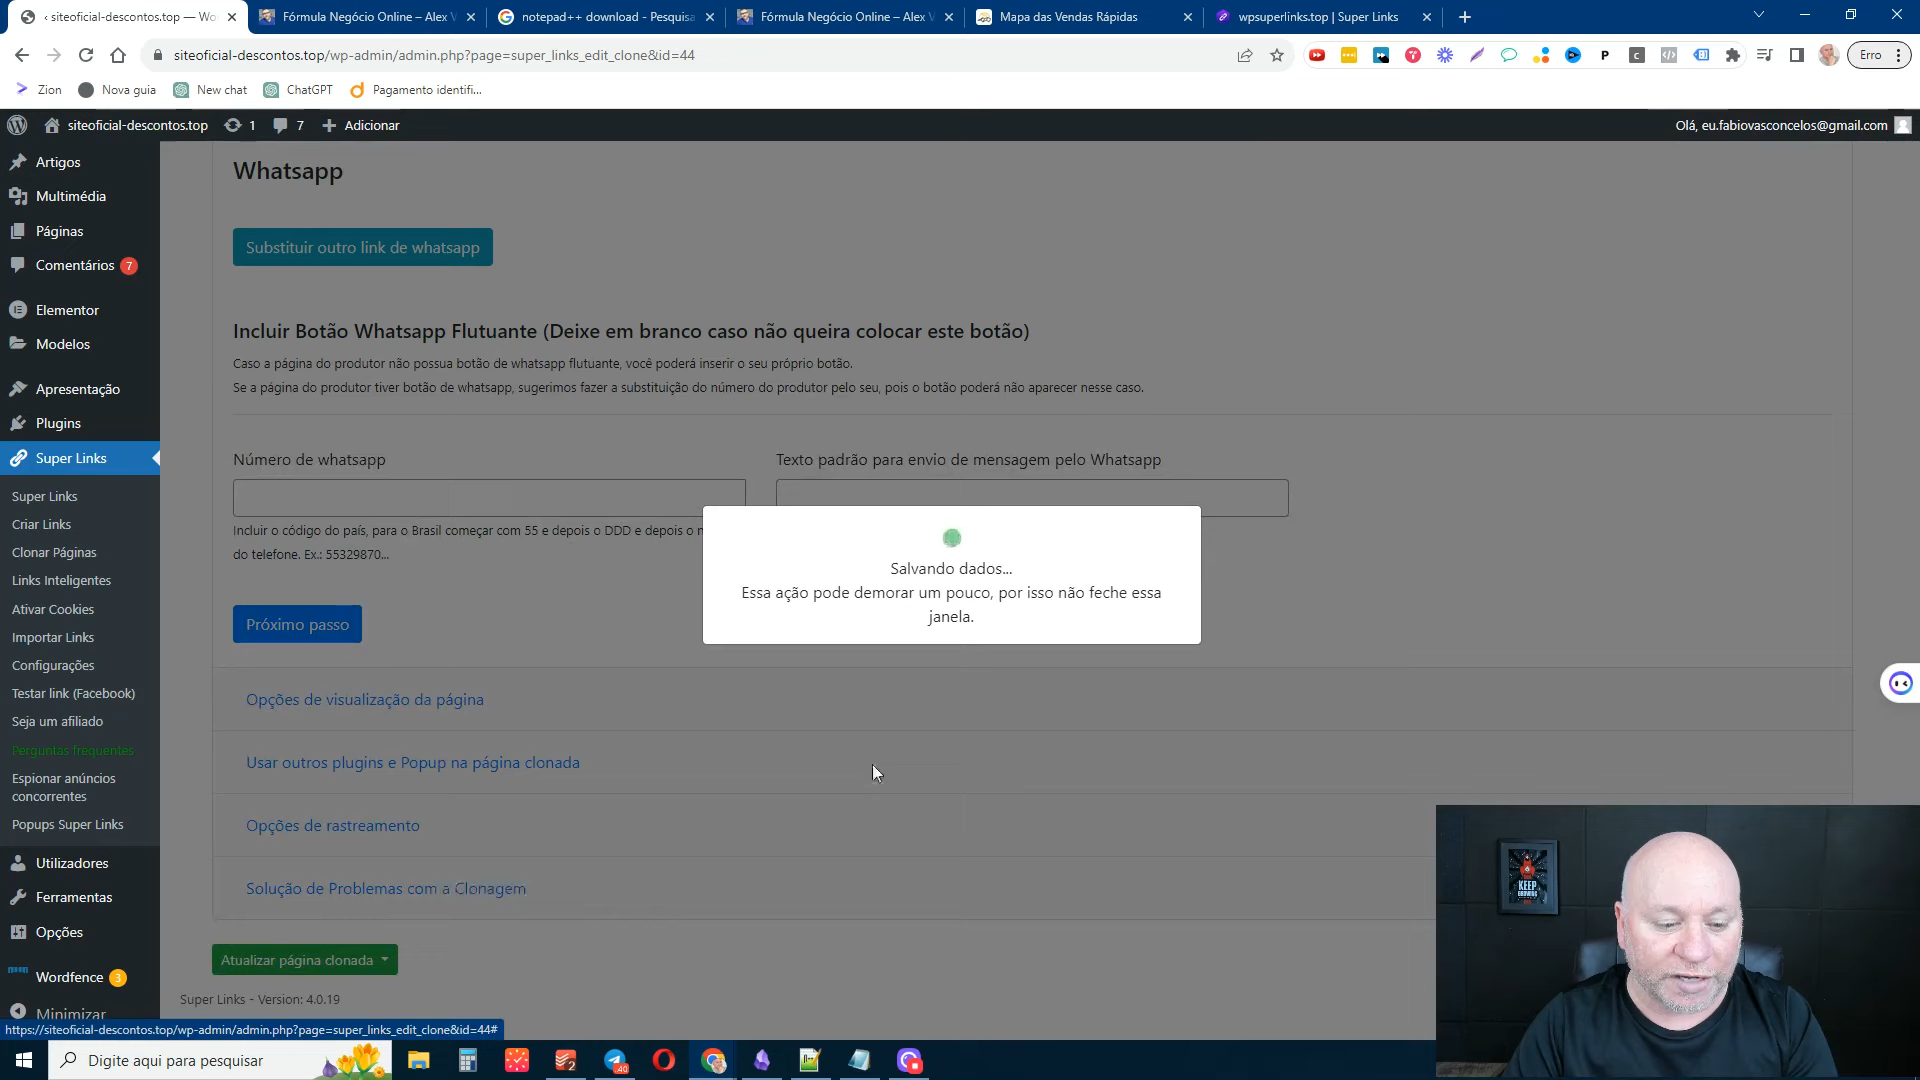 ‹ siteoficial-descontos.top — Wo
Fórmula Negócio Online – Alex V
notepad++ download - Pesquisa
Fórmula Negócio Online – Alex V
Mapa das Vendas Rápidas
wpsuperlinks.top | Super Links
siteoficial-descontos.top/wp-admin/admin.php?page=super_links_edit_clone&id=44
Erro
Zion
Nova guia
New chat
ChatGPT
Pagamento identifi...
siteoficial-descontos.top
1
7
Adicionar
Olá, eu.fabiovasconcelos@gmail.com
Artigos
Multimédia
Páginas
Comentários 7
Elementor
Modelos
Apresentação
Plugins
Super Links
Super Links
Criar Links
Clonar Páginas
Links Inteligentes
Ativar Cookies
Importar Links
Configurações
Testar link (Facebook)
Seja um afiliado
Perguntas frequentes
Espionar anúncios
concorrentes
Popups Super Links
Utilizadores
Ferramentas
Opções
Wordfence 3
Minimizar
Whatsapp
Substituir outro link de whatsapp
Incluir Botão Whatsapp Flutuante (Deixe em branco caso não queira colocar este botão)
Caso a página do produtor não possua botão de whatsapp flutuante, você poderá inserir o seu próprio botão.
Se a página do produtor tiver botão de whatsapp, sugerimos fazer a substituição do número do produtor pelo seu, pois o botão poderá não aparecer nesse caso.
Número de whatsapp
Texto padrão para envio de mensagem pelo Whatsapp
Incluir o código do país, para o Brasil começar com 55 e depois o DDD e depois o
do telefone. Ex.: 55329870...
Salvando dados...
Essa ação pode demorar um pouco, por isso não feche essa
janela.
Próximo passo
Opções de visualização da página
Usar outros plugins e Popup na página clonada
Opções de rastreamento
Solução de Problemas com a Clonagem
Atualizar página clonada
Super Links - Version: 4.0.19
https://siteoficial-descontos.top/wp-admin/admin.php?page=super_links_edit_clone&id=44#
KEEP
GROWING
Digite aqui para pesquisar
2
40